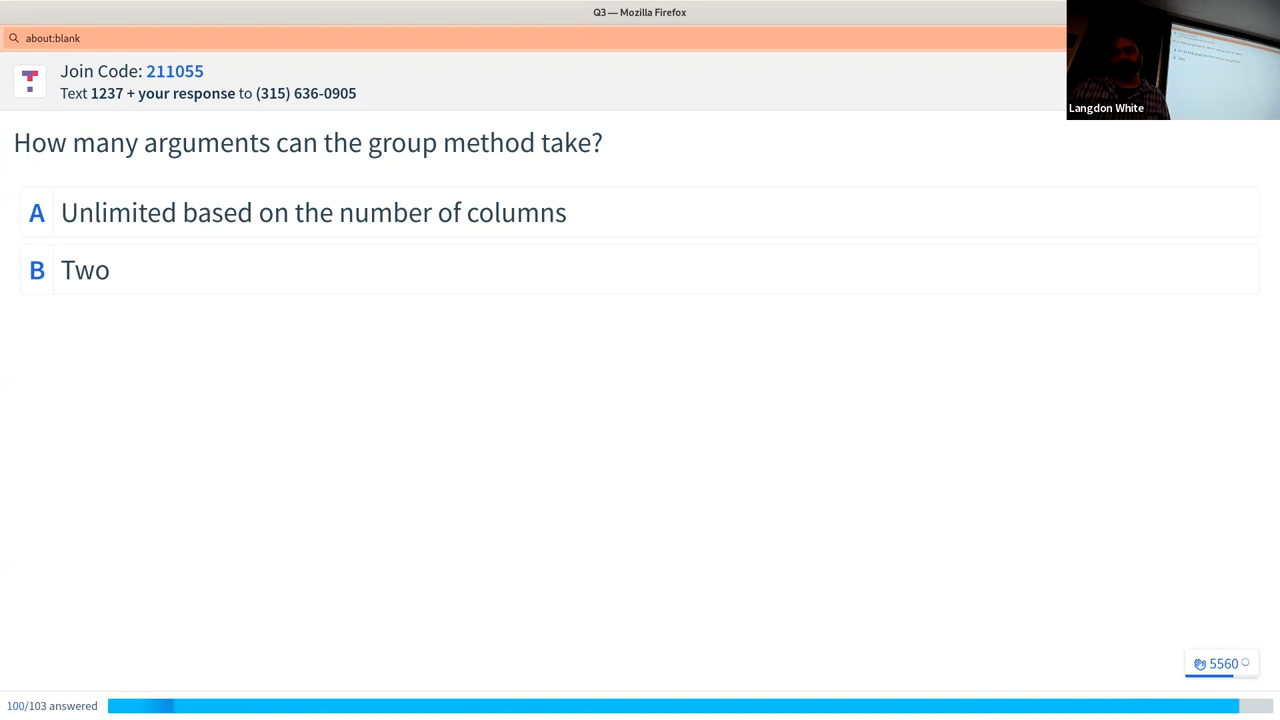 Q3 — Mozilla Firefox
about:blank
Join Code: 211055
Text 1237 + your response to (315) 636-0905
Langdon White
How many arguments can the group method take?
A Unlimited based on the number of columns
B Two
5560
100/103 answered